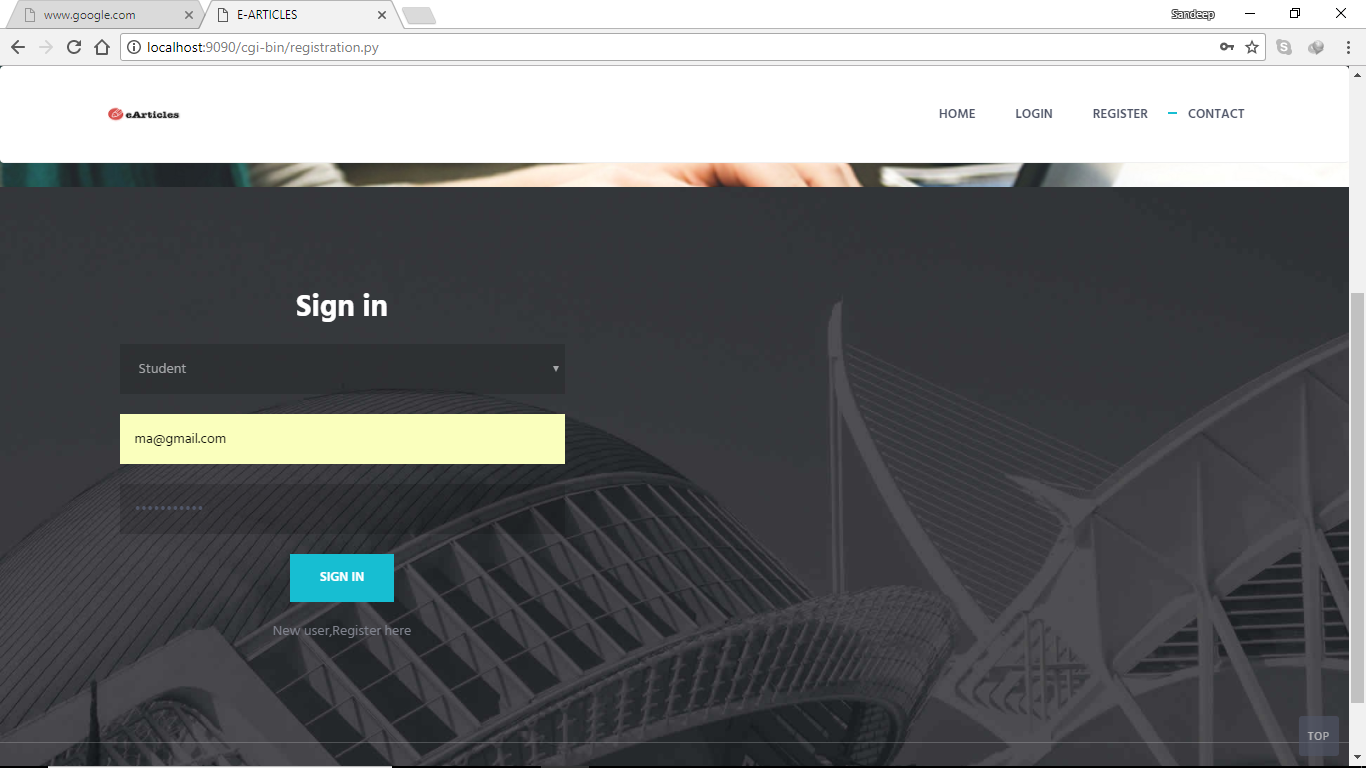 www.google.com
E-ARTICLES
Sandeep
localhost:9090/cgi-bin/registration.py
eArticles
HOME
LOGIN
REGISTER
CONTACT
Sign in
Student
ma@gmail.com
•••••••••••
SIGN IN
New user,Register here
TOP